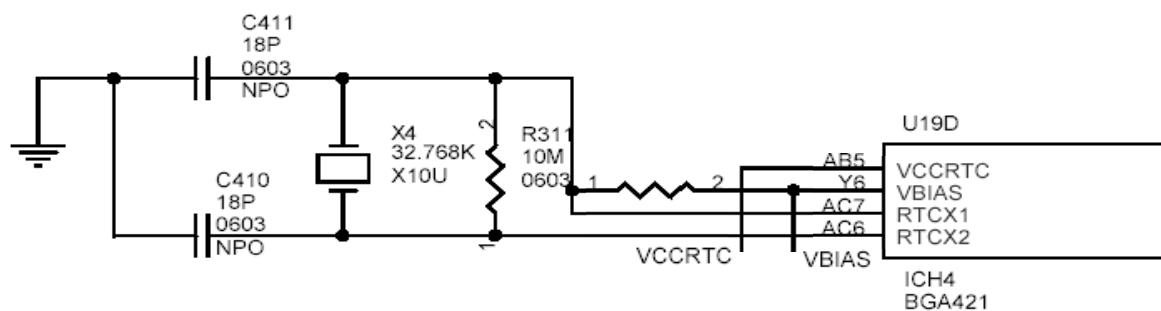 C411
18P
0603
NPO
X4
32.768K
X10U
2
R311
10M
0603
1
C410
18P
0603
NPO
1
2
VCCRTC
VBIAS
U19D
AB5
VCCRTC
Y6
VBIAS
AC7
RTCX1
AC6
RTCX2
ICH4
BGA421